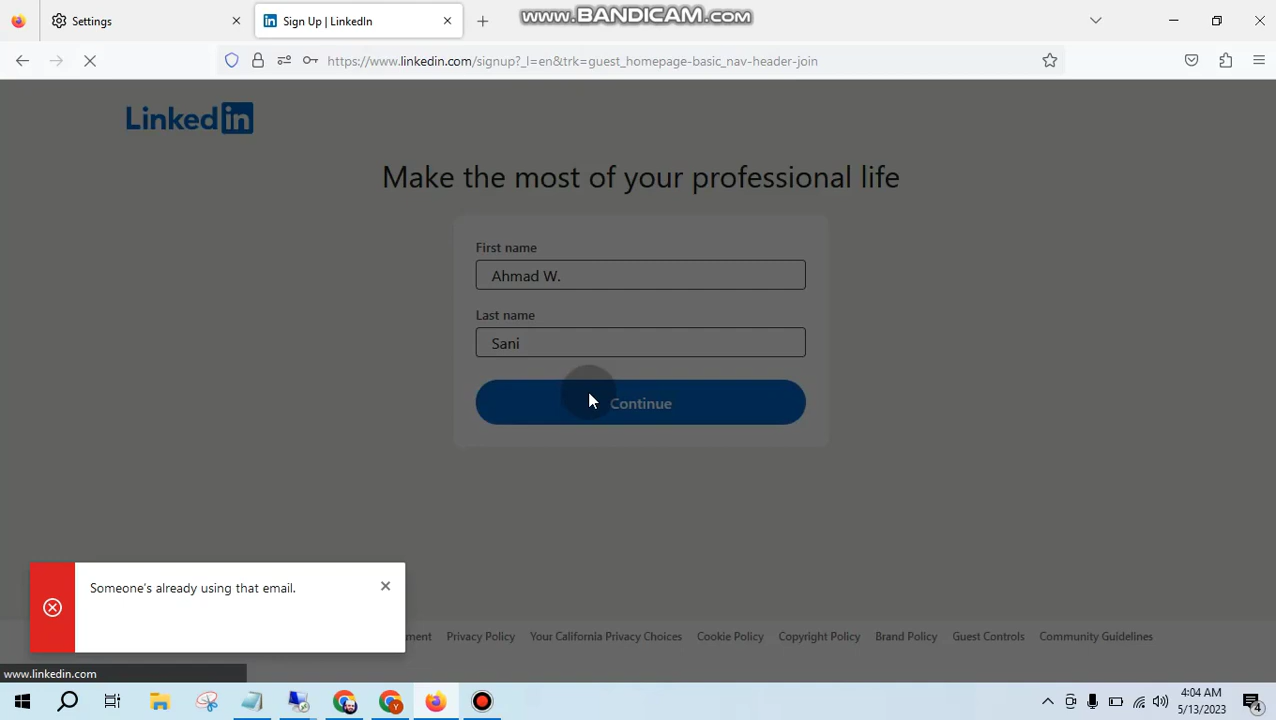 Settings
Sign Up | LinkedIn
www.BANDICAM.com
https://www.linkedin.com/signup?_l=en&trk=guest_homepage-basic_nav-header-join
Linked in
Make the most of your professional life
First name
Ahmad W.
Last name
Sani
Continue
Someone's already using that email.
ment Privacy Policy Your California Privacy Choices Cookie Policy Copyright Policy Brand Policy Guest Controls Community Guidelines
www.linkedin.com
Y
4:04 AM
5/13/2023
4